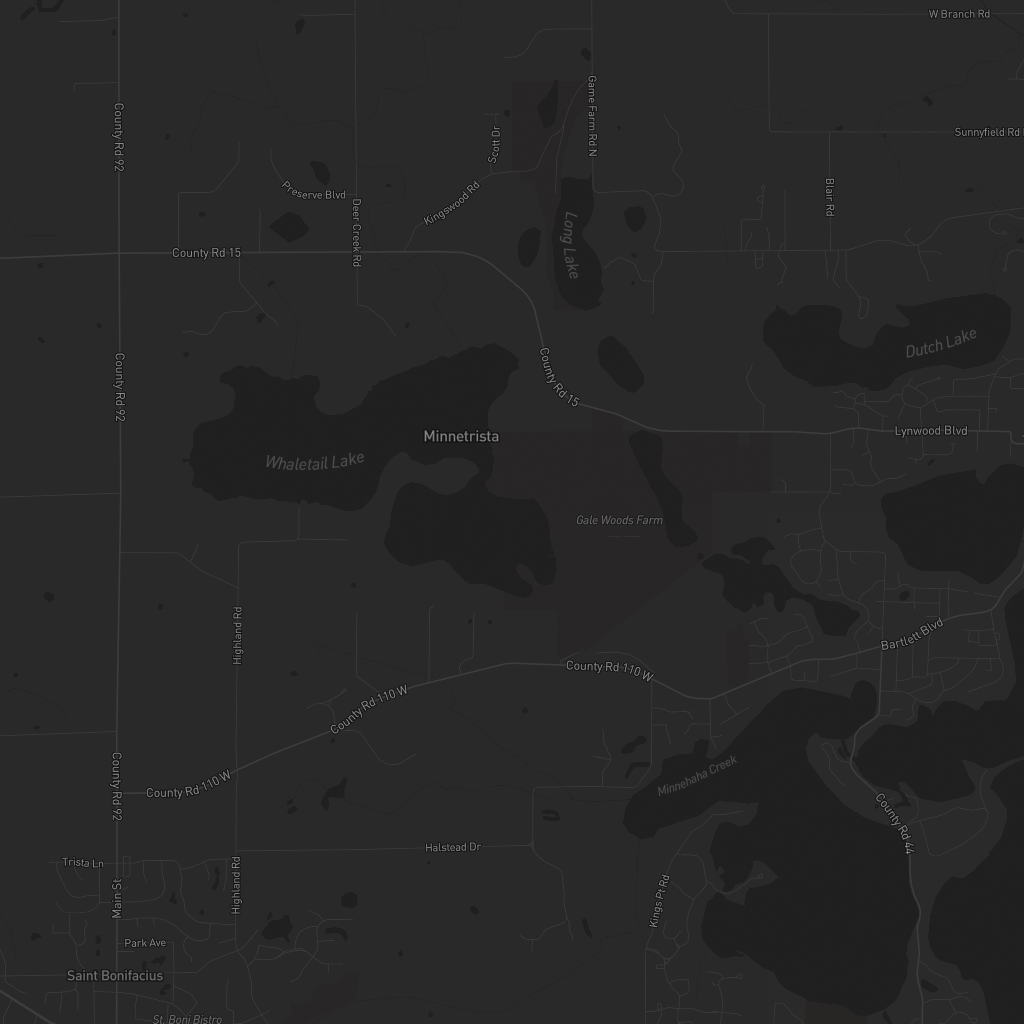 W Branch Rd
County Rd 92
Game Farm Rd N
Scott Dr
Sunnyfield Rd
Preserve Blvd
Kingswood Rd
Blair Rd
Deer Creek Rd
County Rd 15
Long Lake
Dutch Lake
County Rd 92
County Rd 15
Minnetrista
Lynwood Blvd
Whaletail Lake
Gale Woods Farm
Highland Rd
Bartlett Blvd
County Rd 110 W
County Rd 110 W
County Rd 92
County Rd 110 W
Minnehaha Creek
County Rd 44
Halstead Dr
Trista Ln
Highland Rd
Main St
Kings Pt Rd
Park Ave
Saint Bonifacius
St. Boni Bistro